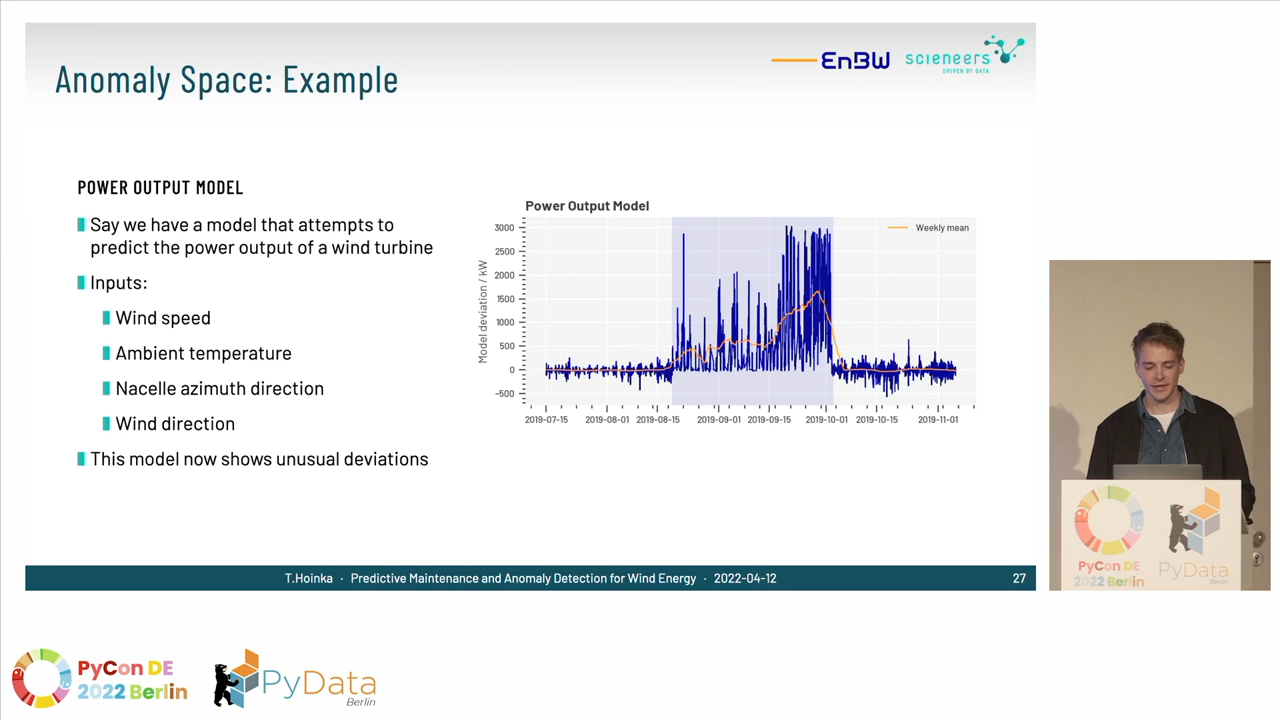 Anomaly Space: Example
EnBW
scieneers
DRIVEN BY DATA
POWER OUTPUT MODEL
Say we have a model that attempts to
predict the power output of a wind turbine
Inputs:
Wind speed
Ambient temperature
Nacelle azimuth direction
Wind direction
This model now shows unusual deviations
Power Output Model
Weekly mean
Model deviation / kW
3000
2500
2000
1500
1000
500
0
−500
2019-07-15 2019-08-01 2019-08-15 2019-09-01 2019-09-15 2019-10-01 2019-10-15 2019-11-01
T.Hoinka · Predictive Maintenance and Anomaly Detection for Wind Energy · 2022-04-12
27
PyCon DE
2022 Berlin
PyData
Berlin
PyCon DE
2022 Berlin
PyData
Berlin